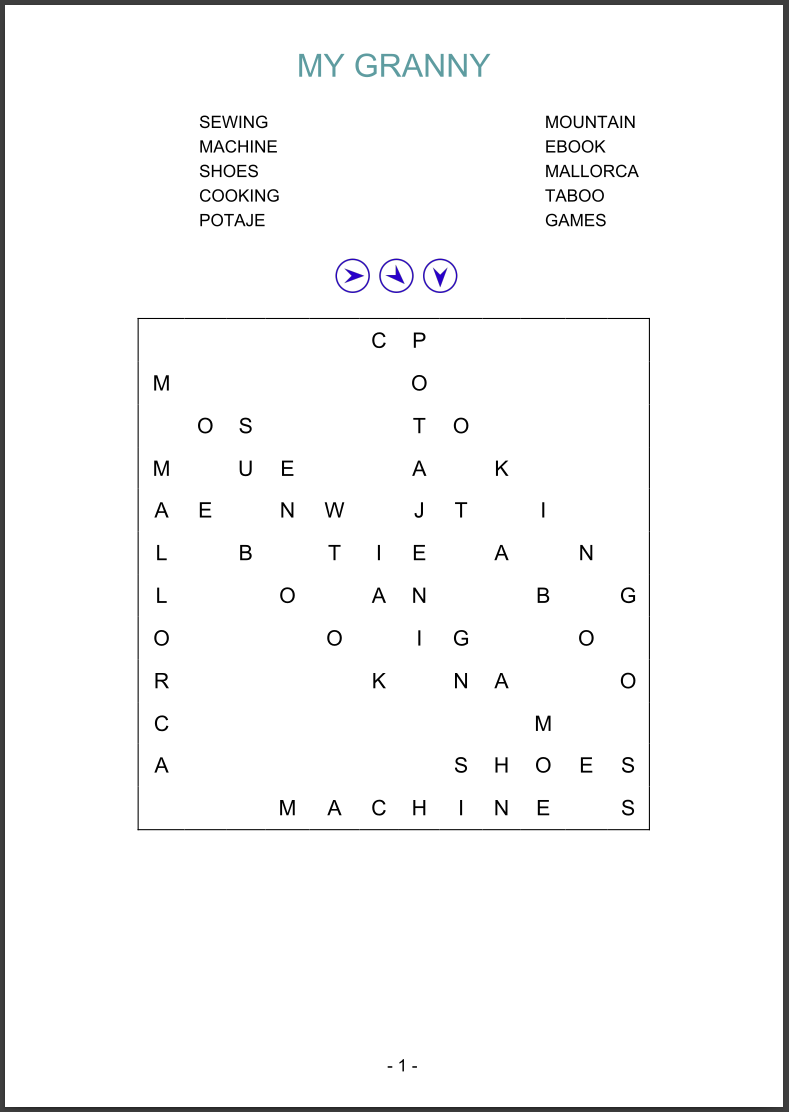 MY GRANNY
SEWING MOUNTAIN
MACHINE EBOOK
SHOES MALLORCA
COOKING TABOO
POTAJE GAMES
C P
M O
O S T O
M U E A K
A E N W J T I
L B T I E A N
L O A N B G
O O I G O
R K N A O
C M
A S H O E S
M A C H I N E S
- 1 -